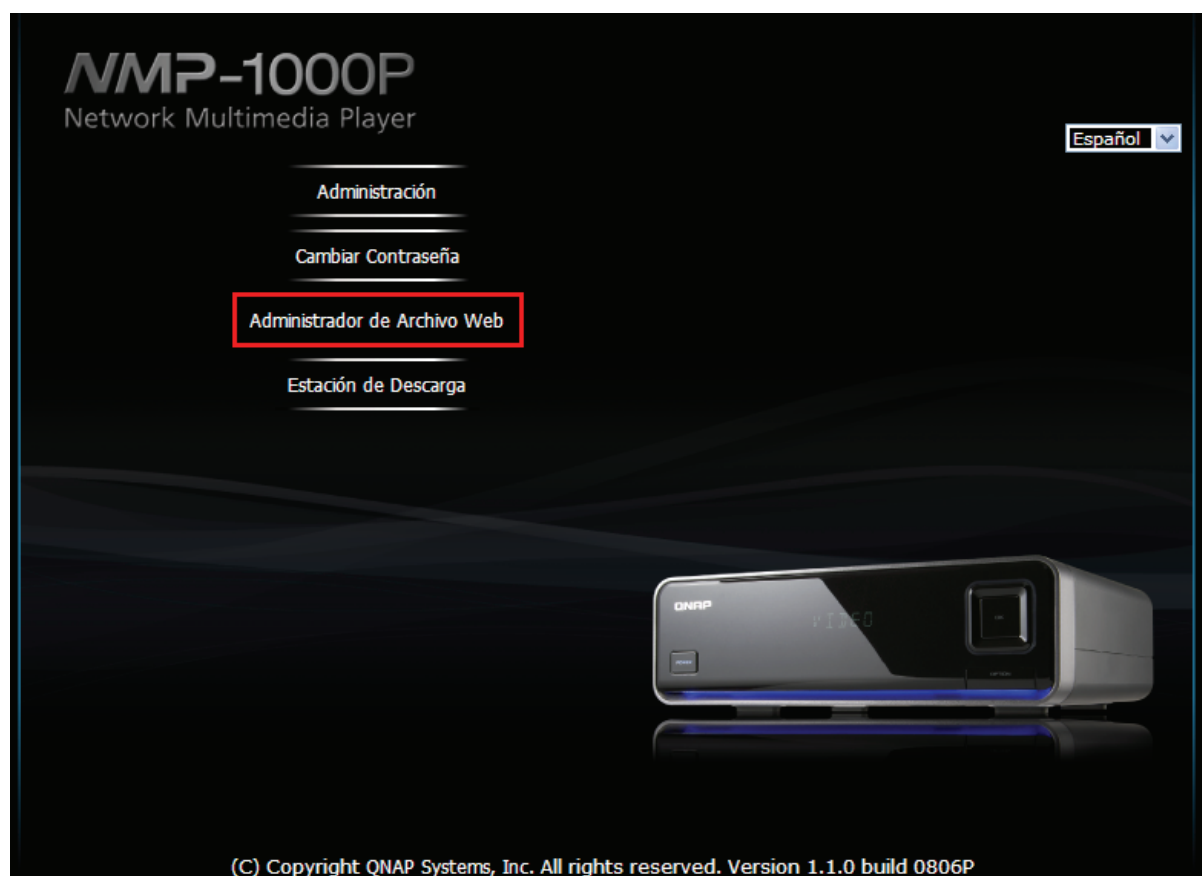 NMP-1000P
Network Multimedia Player
Español
Administración
Cambiar Contraseña
Administrador de Archivo Web
Estación de Descarga
QNAP
VIDEO
(C) Copyright QNAP Systems, Inc. All rights reserved. Version 1.1.0 build 0806P